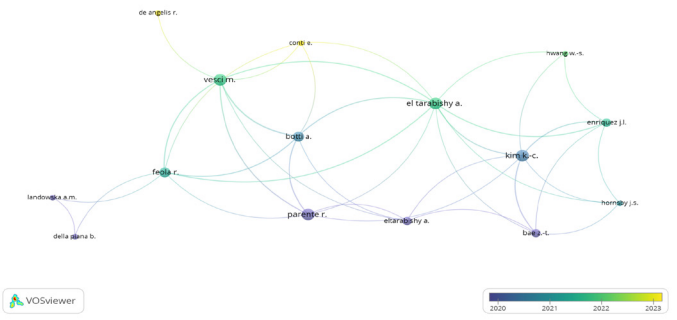 de angelis r.
conti e.
hwang w.-s.
vesci m.
el tarabishy a.
enriquez j.l.
botti a.
kim k.-c.
feola r.
landowska a.m.
hornsby j.s.
parente r.
eltarabishy a.
bae z.-t.
della piana b.
VOSviewer
2020 2021 2022 2023